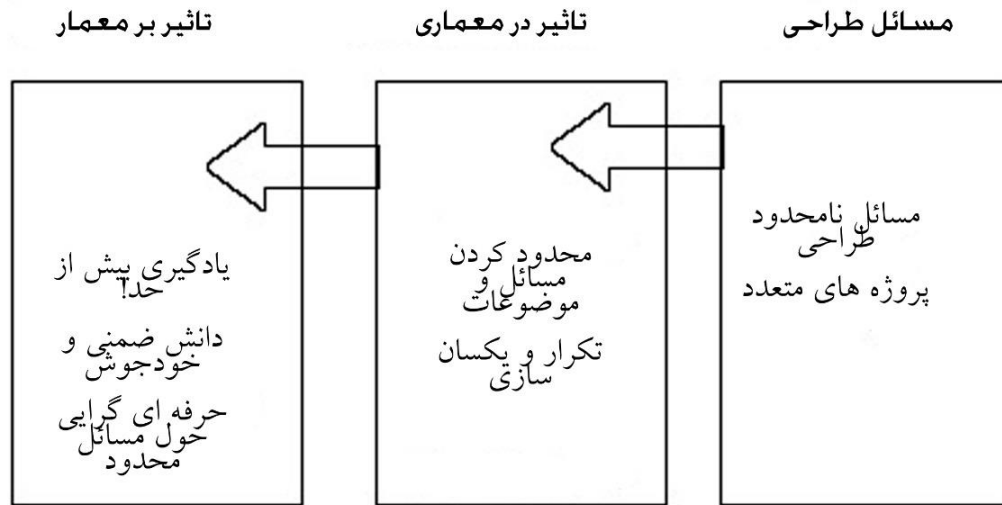 مسائل طراحی
تاثیر در معماری
تاثیر بر معمار
مسائل نامحدود
طراحی
پروژه های متعدد
محدود کردن
مسائل و
موضوعات
تکرار و یکسان
سازی
یادگیری بیش از
حد!
دانش ضمنی و
خودجوش
حرفه ای گرایی
حول مسائل
محدود